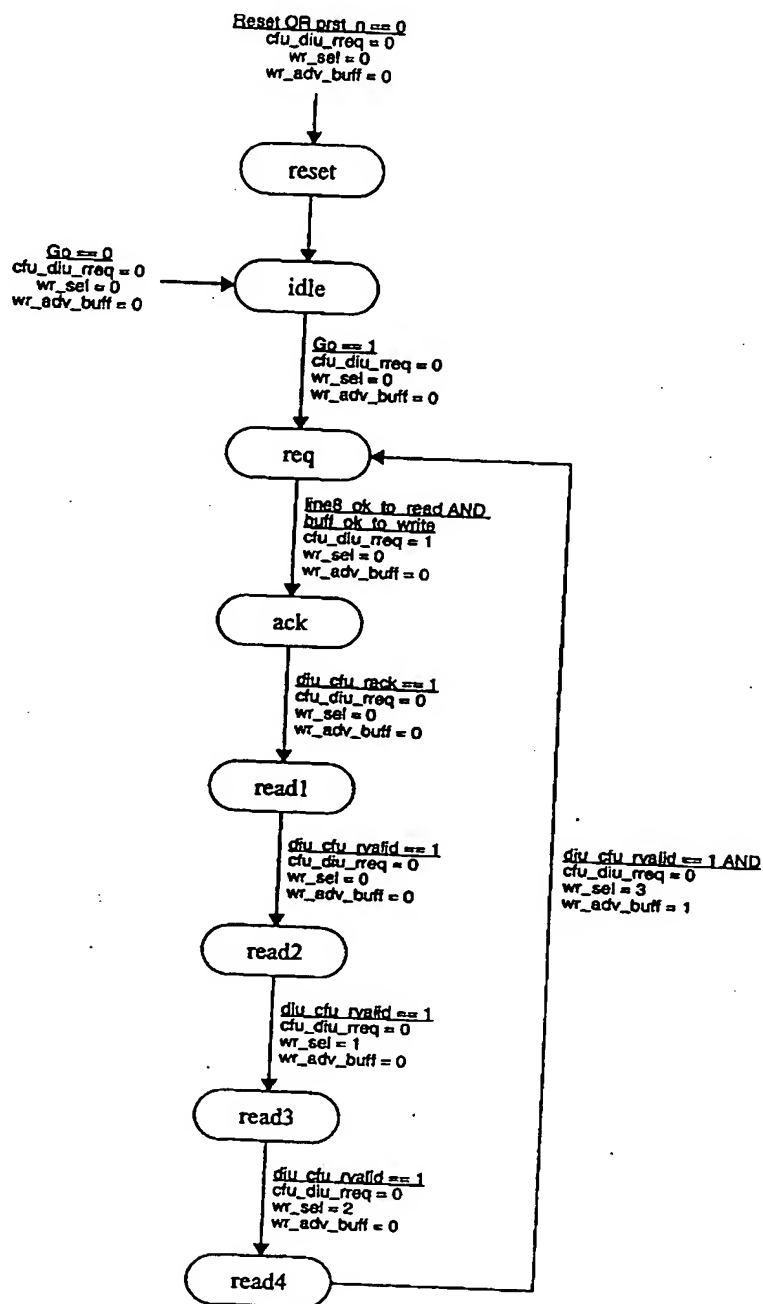 Reset OR prst_n == 0
cfu_diu_rreq = 0
wr_sel = 0
wr_adv_buff = 0
reset
Go == 0
cfu_diu_rreq = 0
wr_sel = 0
wr_adv_buff = 0
idle
Go == 1
cfu_diu_rreq = 0
wr_sel = 0
wr_adv_buff = 0
req
line8_ok_to_read AND
buff_ok_to_write
cfu_diu_rreq = 1
wr_sel = 0
wr_adv_buff = 0
ack
diu_cfu_rack == 1
cfu_diu_rreq = 0
wr_sel = 0
wr_adv_buff = 0
read1
diu_cfu_rvalid == 1
cfu_diu_rreq = 0
wr_sel = 0
wr_adv_buff = 0
diu_cfu_rvalid == 1 AND
cfu_diu_rreq = 0
wr_sel = 3
wr_adv_buff = 1
read2
diu_cfu_rvalid == 1
cfu_diu_rreq = 0
wr_sel = 1
wr_adv_buff = 0
read3
diu_cfu_rvalid == 1
cfu_diu_rreq = 0
wr_sel = 2
wr_adv_buff = 0
read4